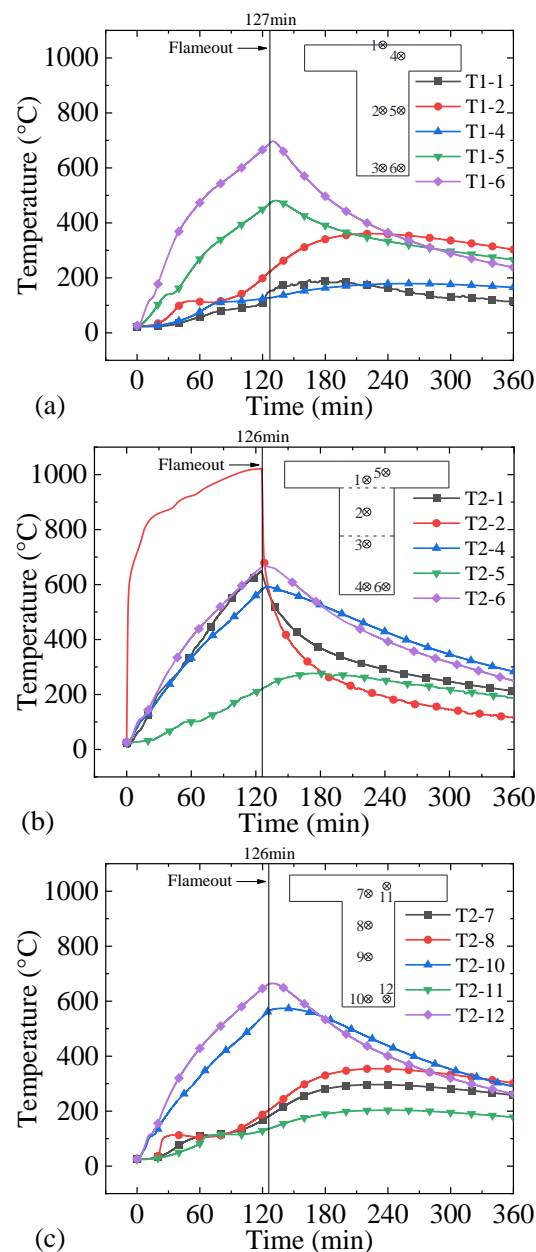 127min
Flameout
1000
800
600
400
200
0
Temperature (°C)
1
4
2 5
3 6
T1-1
T1-2
T1-4
T1-5
T1-6
0 60 120 180 240 300 360
Time (min)
(a)
126min
Flameout
1000
800
600
400
200
0
Temperature (°C)
5
1
2
3
4 6
T2-1
T2-2
T2-4
T2-5
T2-6
0 60 120 180 240 300 360
Time (min)
(b)
126min
Flameout
1000
800
600
400
200
0
Temperature (°C)
7
11
8
9
12
10
T2-7
T2-8
T2-10
T2-11
T2-12
0 60 120 180 240 300 360
Time (min)
(c)